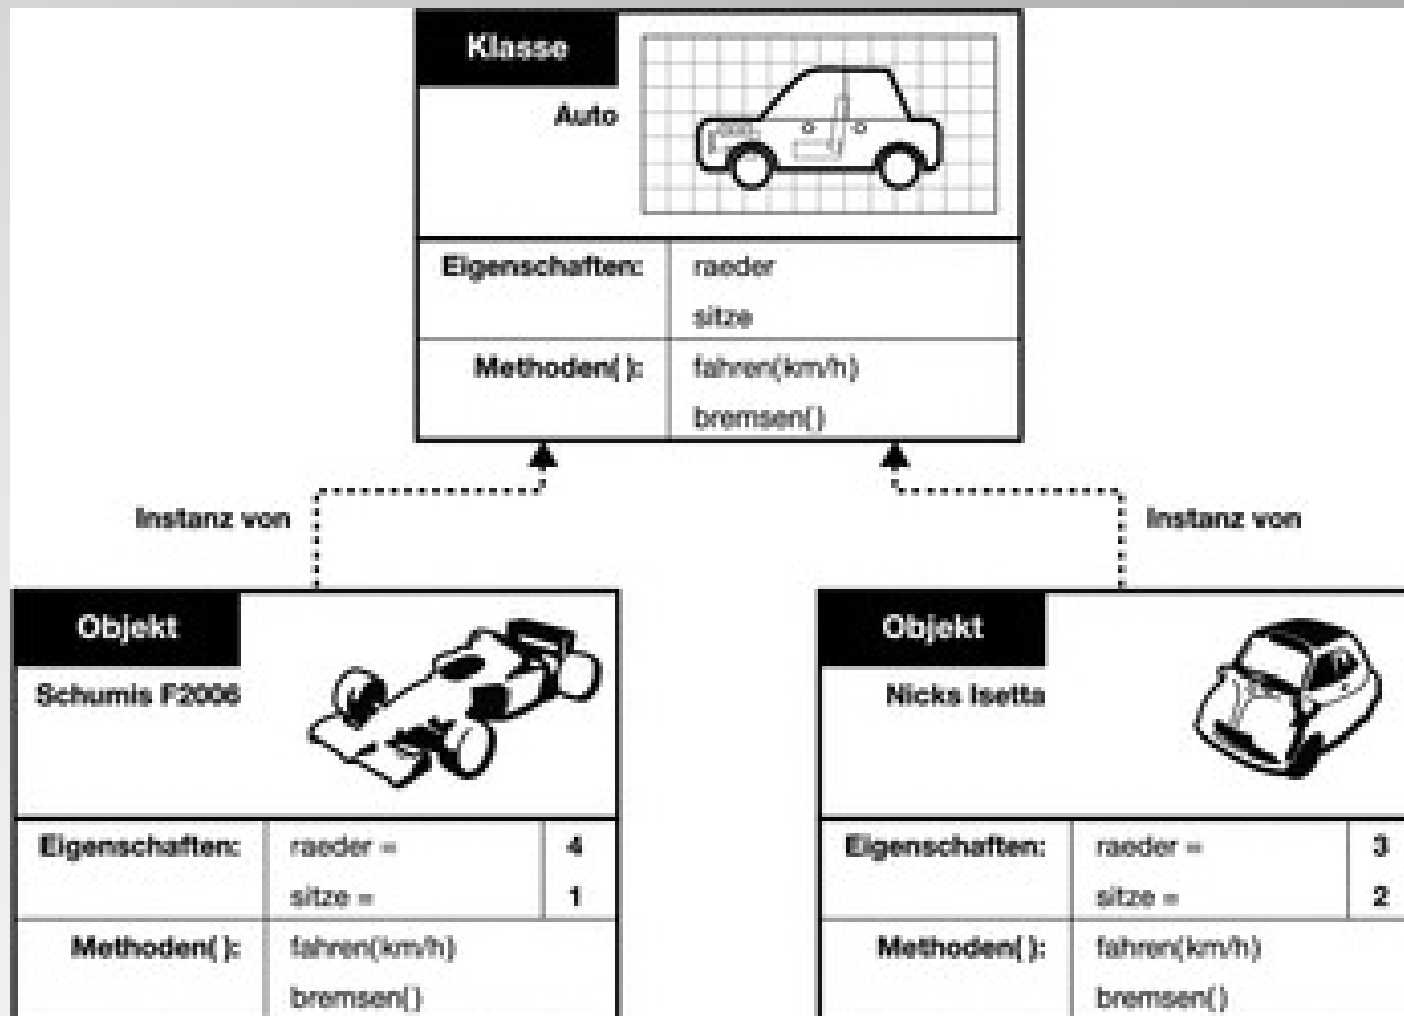 Klasse
Auto
Eigenschaften: raeder
sitze
Methoden(): fahren(km/h)
bremsen()
Instanz von
Instanz von
Objekt
Schumis F2006
Eigenschaften: raeder = 4
sitze = 1
Methoden(): fahren(km/h)
bremsen()
Objekt
Nicks Isetta
Eigenschaften: raeder = 3
sitze = 2
Methoden(): fahren(km/h)
bremsen()